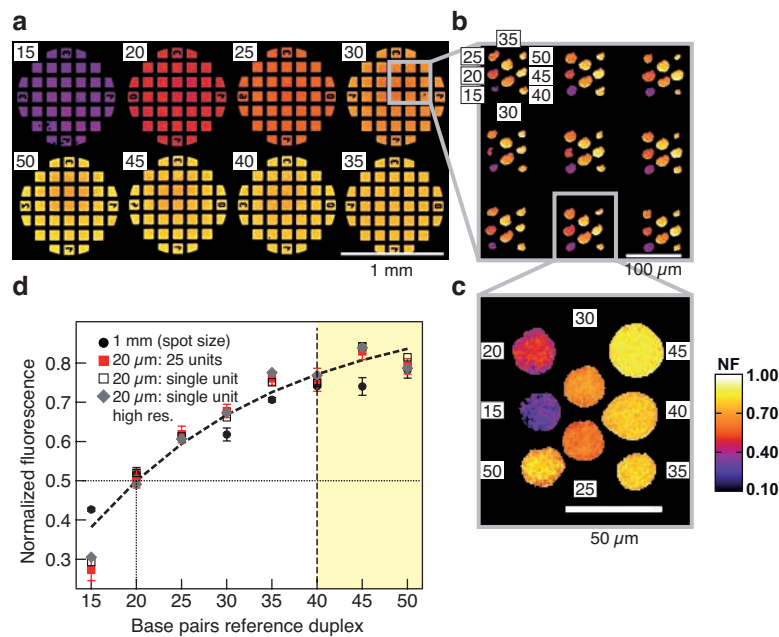 a
15 20 25 30
50 45 40 35
1 mm
b
35
25 50
20 45
15 40
30
100 µm
c
30
20 45
15 40
50 35
25
50 µm
NF
1.00
0.70
0.40
0.10
d
1 mm (spot size)
20 µm: 25 units
20 µm: single unit
20 µm: single unit
high res.
Normalized fluorescence
0.8
0.7
0.6
0.5
0.4
0.3
15 20 25 30 35 40 45 50
Base pairs reference duplex